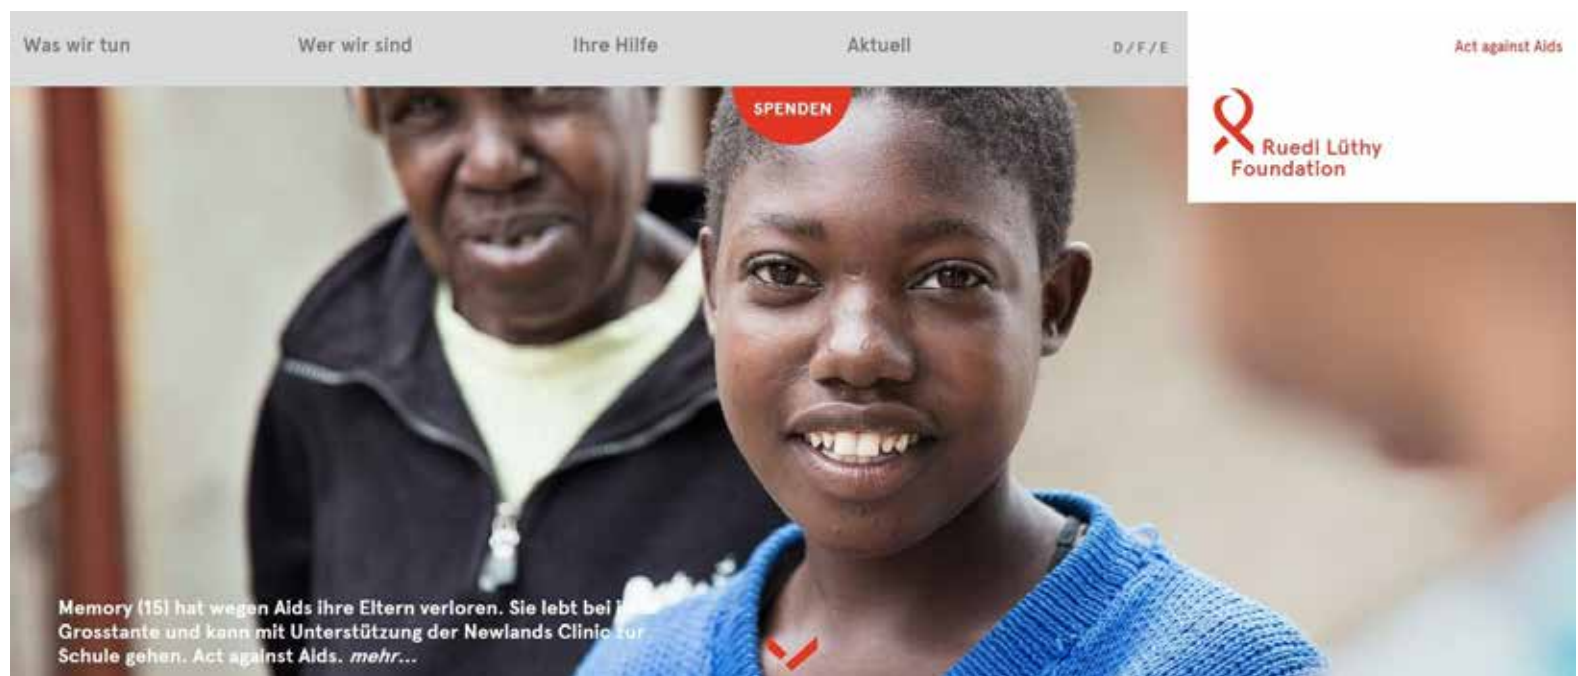 Was wir tun
Wer wir sind
Ihre Hilfe
Aktuell
D/F/E
Act against Aids
SPENDEN
Ruedi Lüthy
Foundation
Memory (15) hat wegen Aids ihre Eltern verloren. Sie lebt bei
Grosstante und kann mit Unterstützung der Newlands Clinic zur
Schule gehen. Act against Aids. mehr...